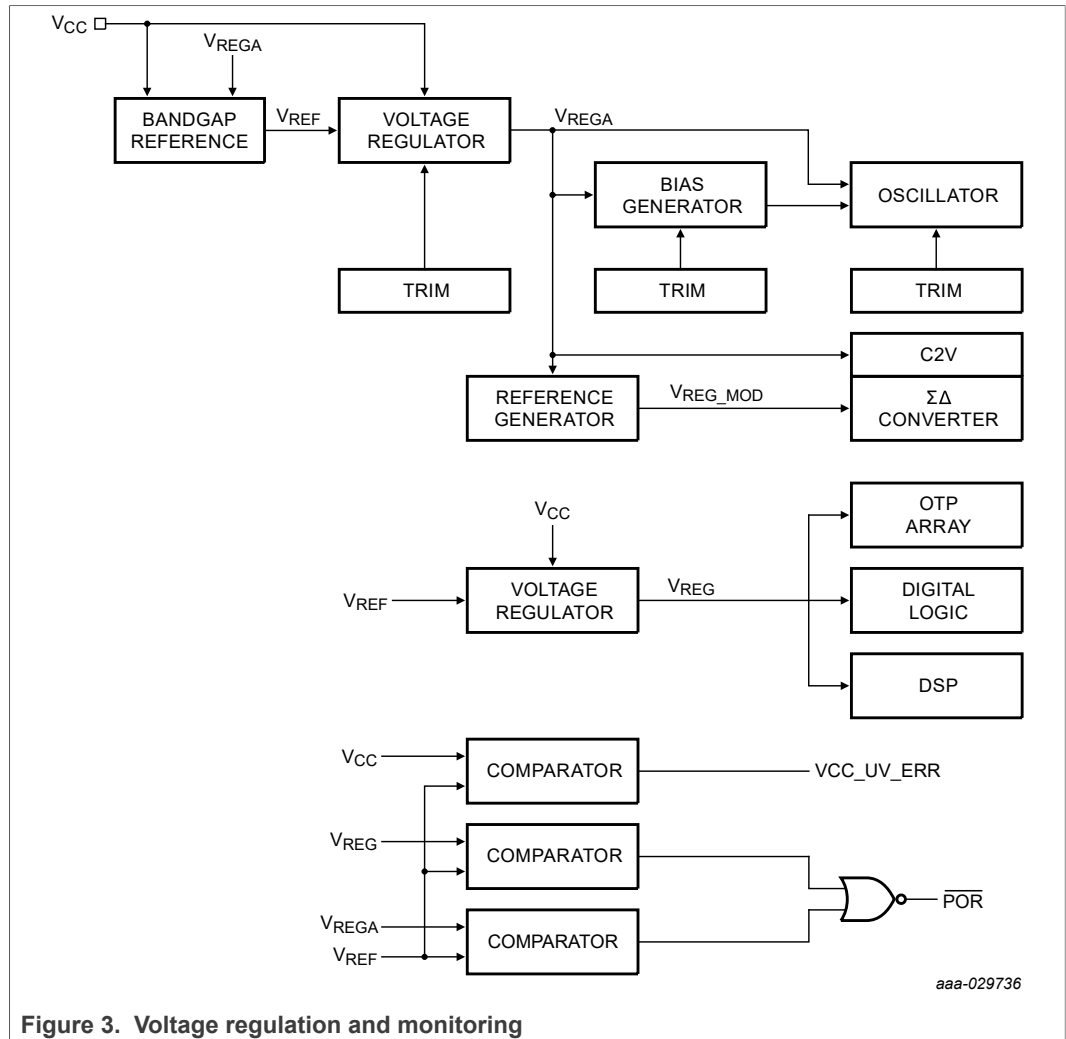 VCC
VREGA
BANDGAP
REFERENCE
VREF
VOLTAGE
REGULATOR
VREGA
BIAS
GENERATOR
OSCILLATOR
TRIM
TRIM
TRIM
C2V
REFERENCE
GENERATOR
VREG_MOD
ΣΔ
CONVERTER
VCC
OTP
ARRAY
VREF
VOLTAGE
REGULATOR
VREG
DIGITAL
LOGIC
DSP
VCC
COMPARATOR
VCC_UV_ERR
VREG
COMPARATOR
POR
VREGA
VREF
COMPARATOR
aaa-029736
Figure 3. Voltage regulation and monitoring